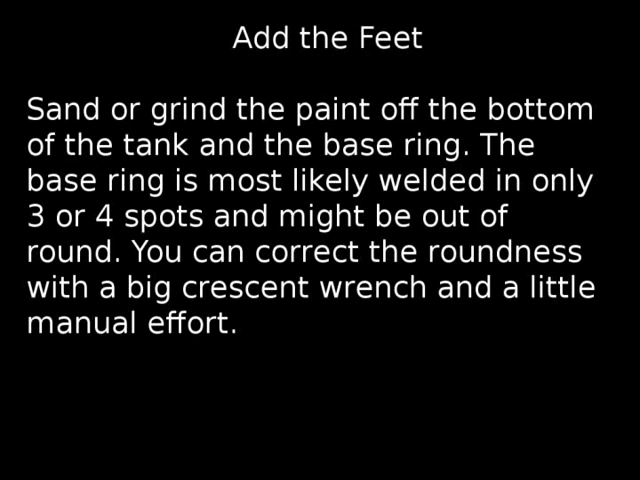 Add the Feet
Sand or grind the paint off the bottom
of the tank and the base ring. The
base ring is most likely welded in only
3 or 4 spots and might be out of
round. You can correct the roundness
with a big crescent wrench and a little
manual effort.